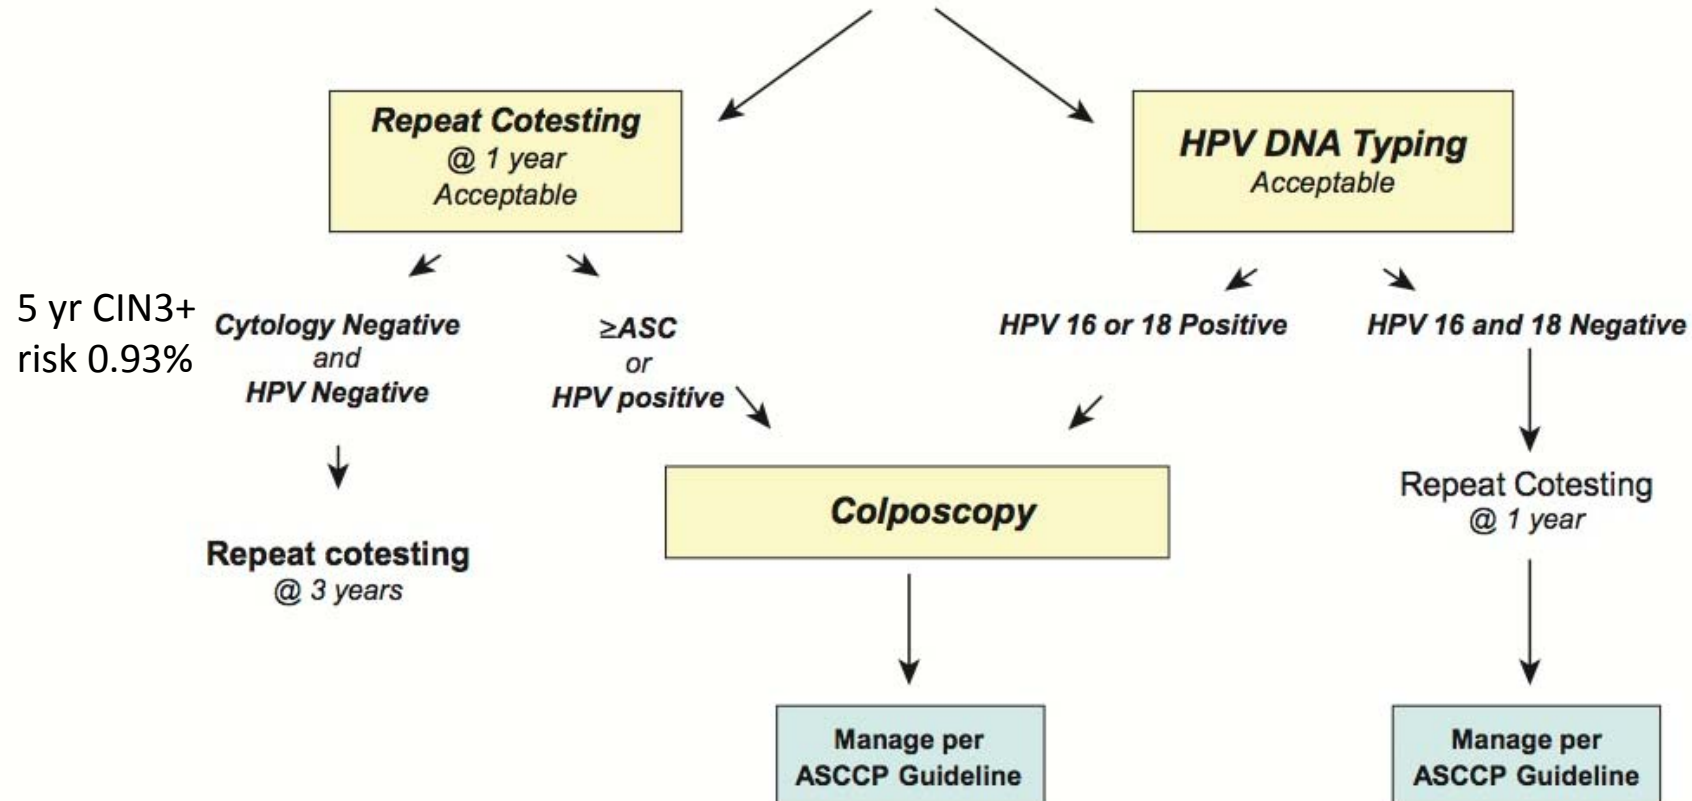 Repeat Cotesting
@ 1 year
Acceptable
HPV DNA Typing
Acceptable
5 yr CIN3+
risk 0.93%
Cytology Negative
and
HPV Negative
≥ASC
or
HPV positive
HPV 16 or 18 Positive
HPV 16 and 18 Negative
Repeat cotesting
@ 3 years
Colposcopy
Repeat Cotesting
@ 1 year
Manage per
ASCCP Guideline
Manage per
ASCCP Guideline